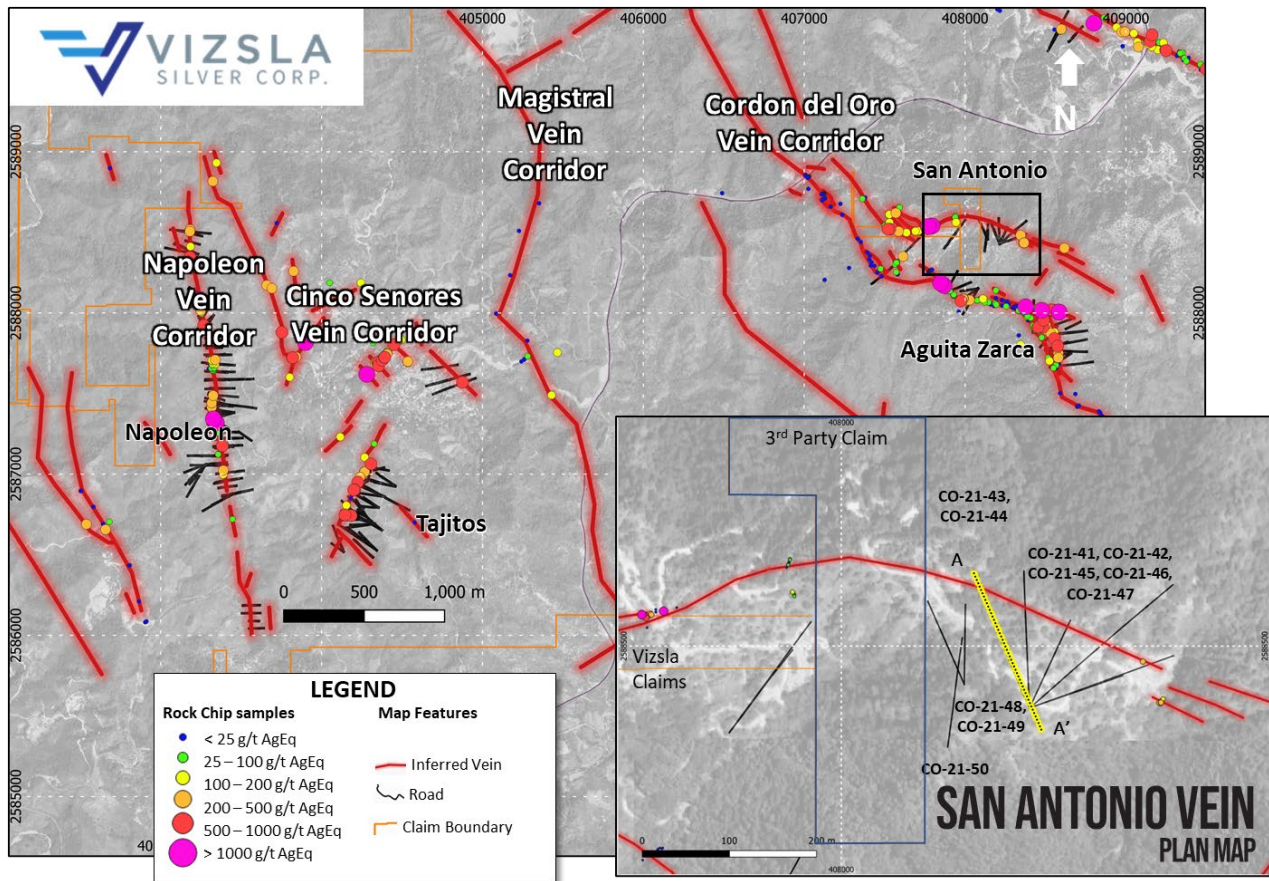 VIZSLA
SILVER CORP.
405000
406000
407000
408000
409000
2589000
2588000
2587000
2586000
2585000
N
Magistral
Vein
Corridor
Cordon del Oro
Vein Corridor
San Antonio
Napoleon
Vein
Corridor
Cinco Senores
Vein Corridor
Aguita Zarca
Napoleon
Tajitos
0
500
1,000 m
40
LEGEND
Rock Chip samples
< 25 g/t AgEq
25 – 100 g/t AgEq
100 – 200 g/t AgEq
200 – 500 g/t AgEq
500 – 1000 g/t AgEq
> 1000 g/t AgEq
Map Features
Inferred Vein
Road
Claim Boundary
408000
3rd Party Claim
CO-21-43,
CO-21-44
A
CO-21-41, CO-21-42,
CO-21-45, CO-21-46,
CO-21-47
2588500
2588500
Vizsla
Claims
CO-21-48,
CO-21-49
A’
CO-21-50
SAN ANTONIO VEIN
PLAN MAP
0
100
200 m
408000